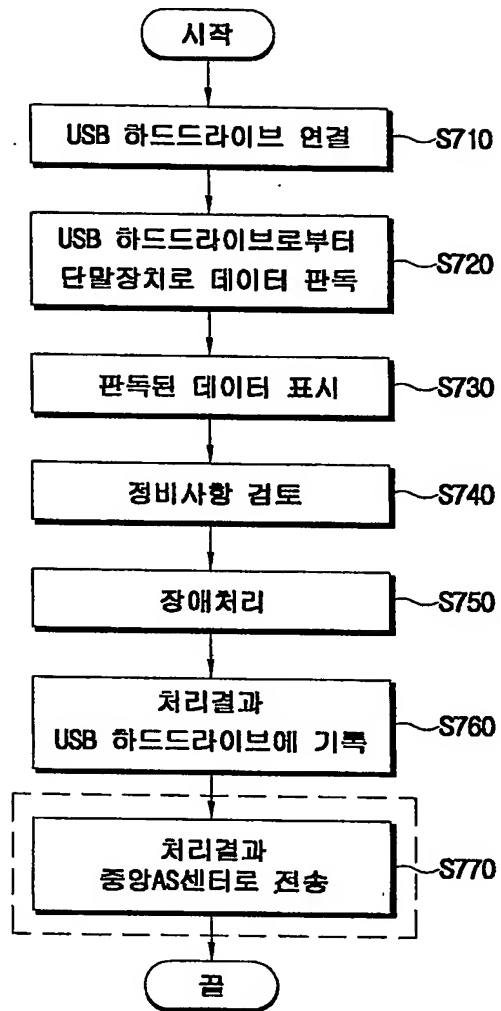 시작
USB 하드드라이브 연결
S710
USB 하드드라이브로부터
단말장치로 데이터 판독
S720
판독된 데이터 표시
S730
정비사항 검토
S740
장애처리
S750
처리결과
USB 하드드라이브에 기록
S760
처리결과
중앙AS센터로 전송
S770
끝